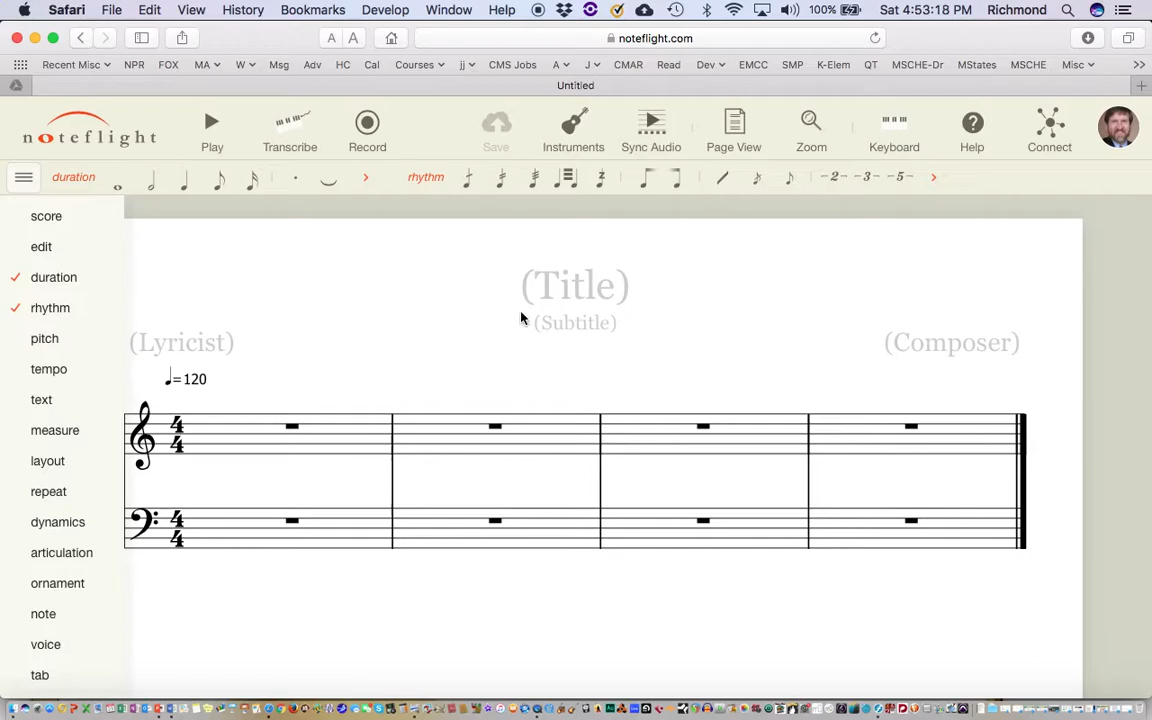 Safari File Edit View History Bookmarks Develop Window Help 100% Sat 4:53:18 PM Richmond
A A noteflight.com
Recent Misc NPR FOX MA W Msg Adv HC Cal Courses jj CMS Jobs A J CMAR Read Dev EMCC SMP K-Elem QT MSCHE-Dr MStates MSCHE Misc >>
Untitled
noteflight Play Transcribe Record Save Instruments Sync Audio Page View Zoom Keyboard Help Connect
duration rhythm -2- -3- -5-
score
edit
duration
rhythm
pitch
tempo
text
measure
layout
repeat
dynamics
articulation
ornament
note
voice
tab
(Title)
(Subtitle)
(Lyricist) (Composer)
=120
4
4
4
4